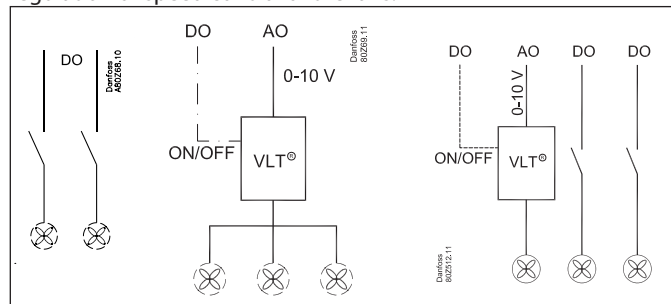 DO
Danfoss
A80Z68.10
DO
AO
0-10 V
Danfoss
80Z69.11
ON/OFF
VLT®
DO
AO
DO
DO
0-10 V
ON/OFF
VLT®
Danfoss
80Z512.11